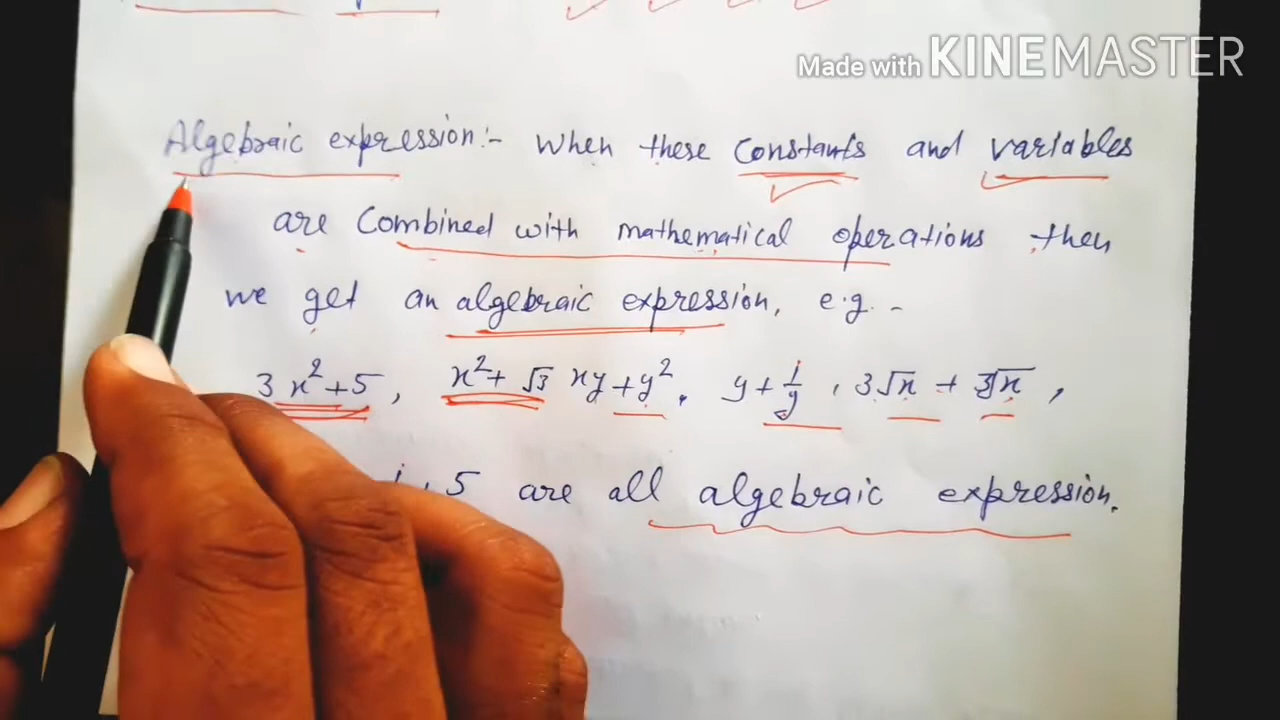 Made with KINEMASTER
Algebraic expression:- When these constants and variables
are combined with mathematical operations then
we get an algebraic expression, e.g. -
3x²+5, x²+ √3 xy+y², y+1/y, 3√x + ∛x,
, 5 are all algebraic expression.